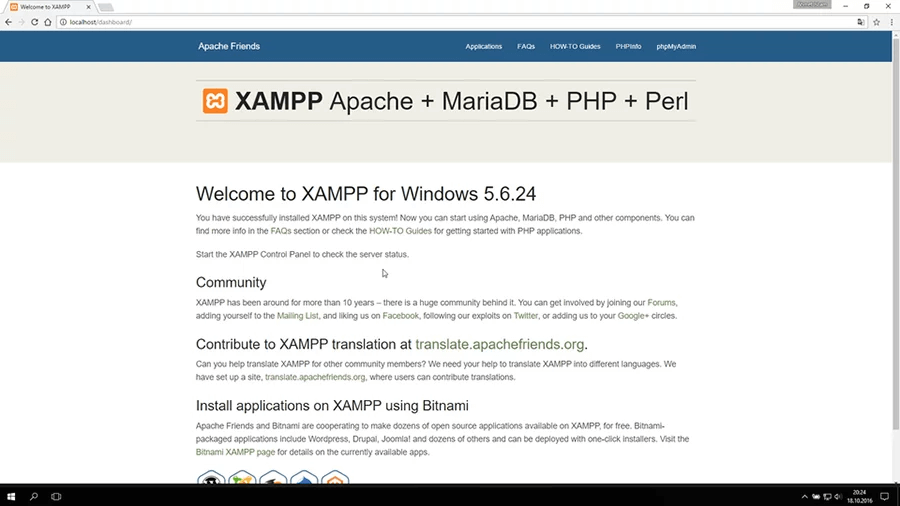 Welcome to XAMPP
localhost/dashboard/
Apache Friends
Applications FAQs HOW-TO Guides PHPInfo phpMyAdmin
XAMPP Apache + MariaDB + PHP + Perl
Welcome to XAMPP for Windows 5.6.24
You have successfully installed XAMPP on this system! Now you can start using Apache, MariaDB, PHP and other components. You can
find more info in the FAQs section or check the HOW-TO Guides for getting started with PHP applications.
Start the XAMPP Control Panel to check the server status.
Community
XAMPP has been around for more than 10 years – there is a huge community behind it. You can get involved by joining our Forums,
adding yourself to the Mailing List, and liking us on Facebook, following our exploits on Twitter, or adding us to your Google+ circles.
Contribute to XAMPP translation at translate.apachefriends.org.
Can you help translate XAMPP for other community members? We need your help to translate XAMPP into different languages. We
have set up a site, translate.apachefriends.org, where users can contribute translations.
Install applications on XAMPP using Bitnami
Apache Friends and Bitnami are cooperating to make dozens of open source applications available on XAMPP, for free. Bitnami-
packaged applications include Wordpress, Drupal, Joomla! and dozens of others and can be deployed with one-click installers. Visit the
Bitnami XAMPP page for details on the currently available apps.
20:24
18.10.2016